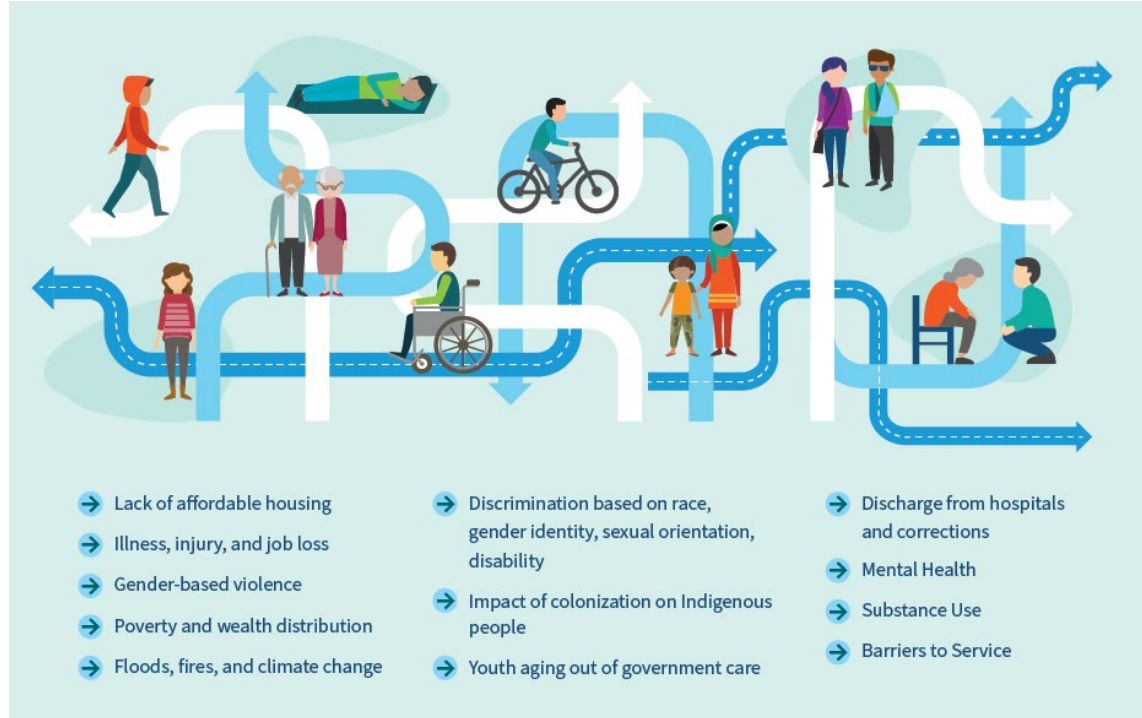 Lack of affordable housing
Illness, injury, and job loss
Gender-based violence
Poverty and wealth distribution
Floods, fires, and climate change
Discrimination based on race,
gender identity, sexual orientation,
disability
Impact of colonization on Indigenous
people
Youth aging out of government care
Discharge from hospitals
and corrections
Mental Health
Substance Use
Barriers to Service